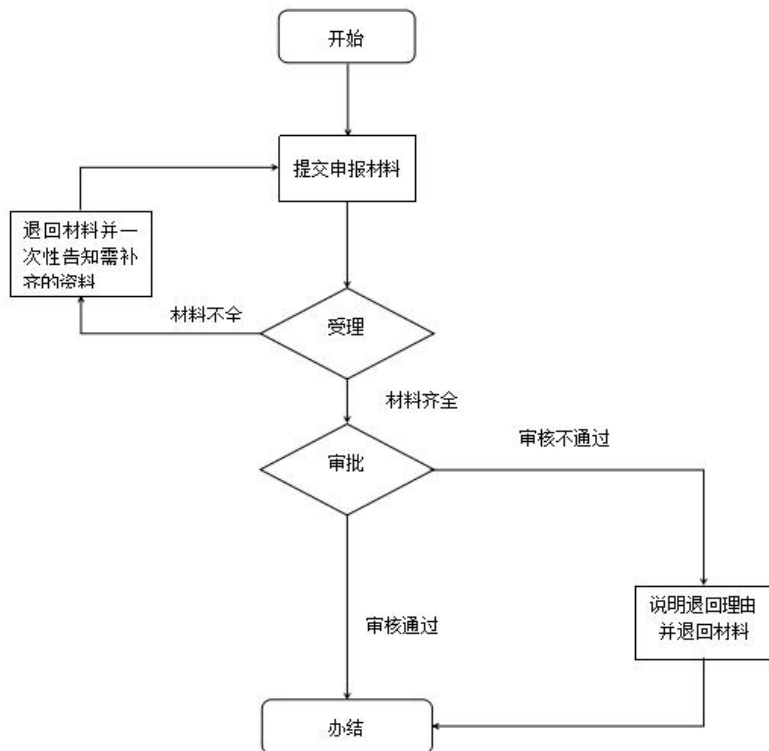 开始
提交申报材料
退回材料并一
次性告知需补
齐的资料
材料不全
受理
材料齐全
审批
审核不通过
说明退回理由
并退回材料
审核通过
办结